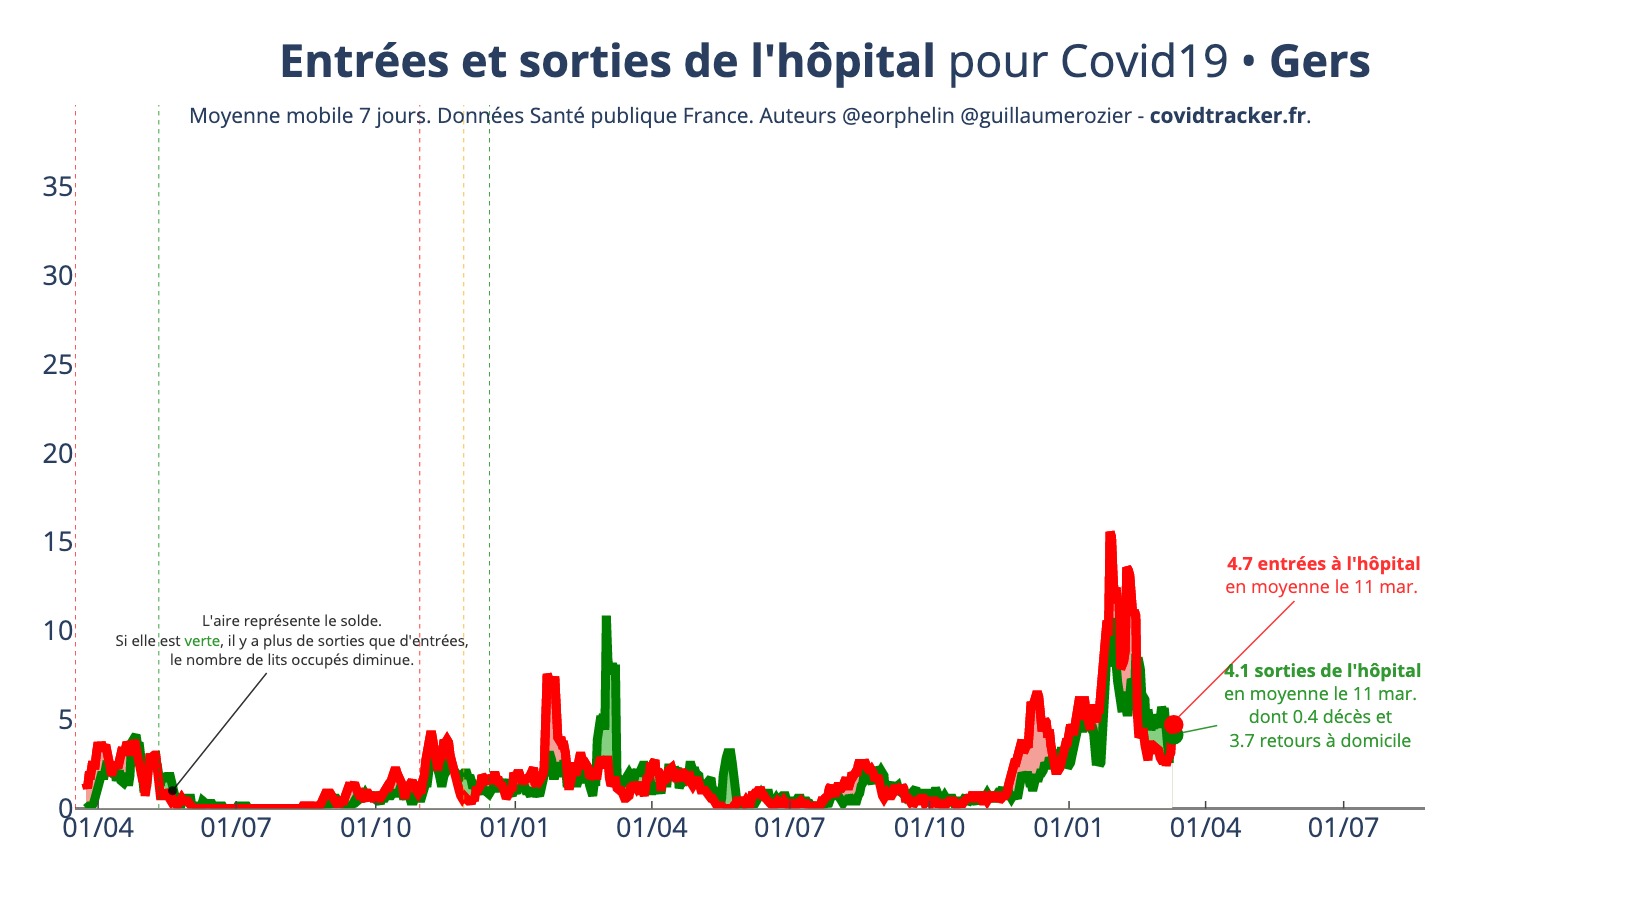 Entrées et sorties de l'hôpital pour Covid19 • Gers
Moyenne mobile 7 jours. Données Santé publique France. Auteurs @eorphelin @guillaumerozier - covidtracker.fr.
35
30
25
20
15
10
5
0
L'aire représente le solde.
Si elle est verte, il y a plus de sorties que d'entrées,
le nombre de lits occupés diminue.
4.7 entrées à l'hôpital
en moyenne le 11 mar.
4.1 sorties de l'hôpital
en moyenne le 11 mar.
dont 0.4 décès et
3.7 retours à domicile
01/04 01/07 01/10 01/01 01/04 01/07 01/10 01/01 01/04 01/07